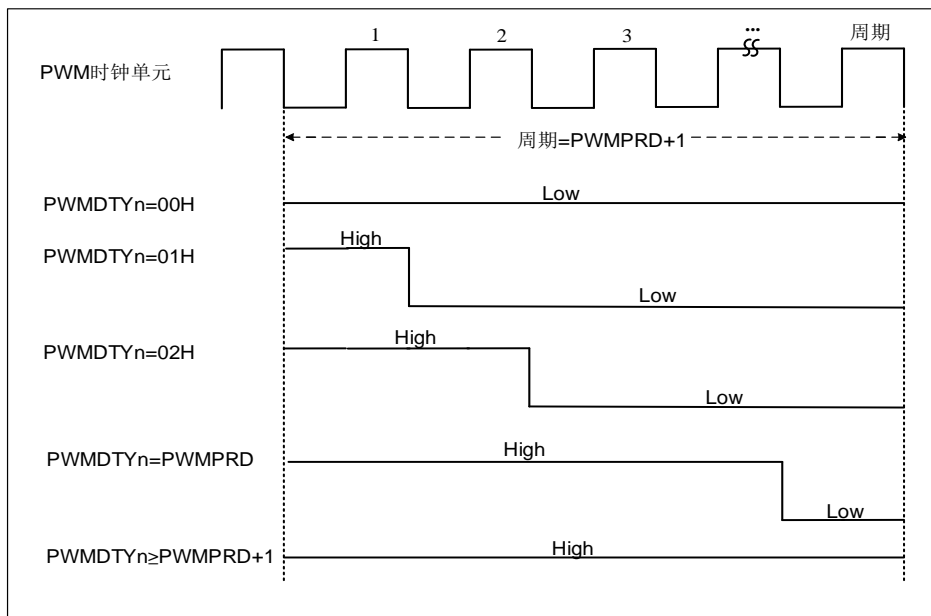 1 2 3 ... 周期
PWM时钟单元
周期=PWMPRD+1
PWMDTYn=00H
Low
PWMDTYn=01H
High
Low
PWMDTYn=02H
High
Low
PWMDTYn=PWMPRD
High
Low
PWMDTYn≥PWMPRD+1
High